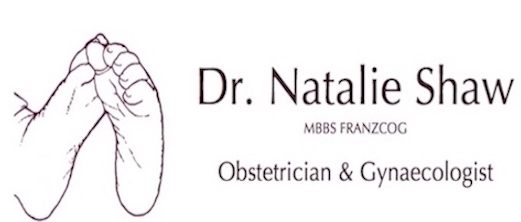 Dr. Natalie Shaw
MBBS FRANZCOG
Obstetrician & Gynaecologist